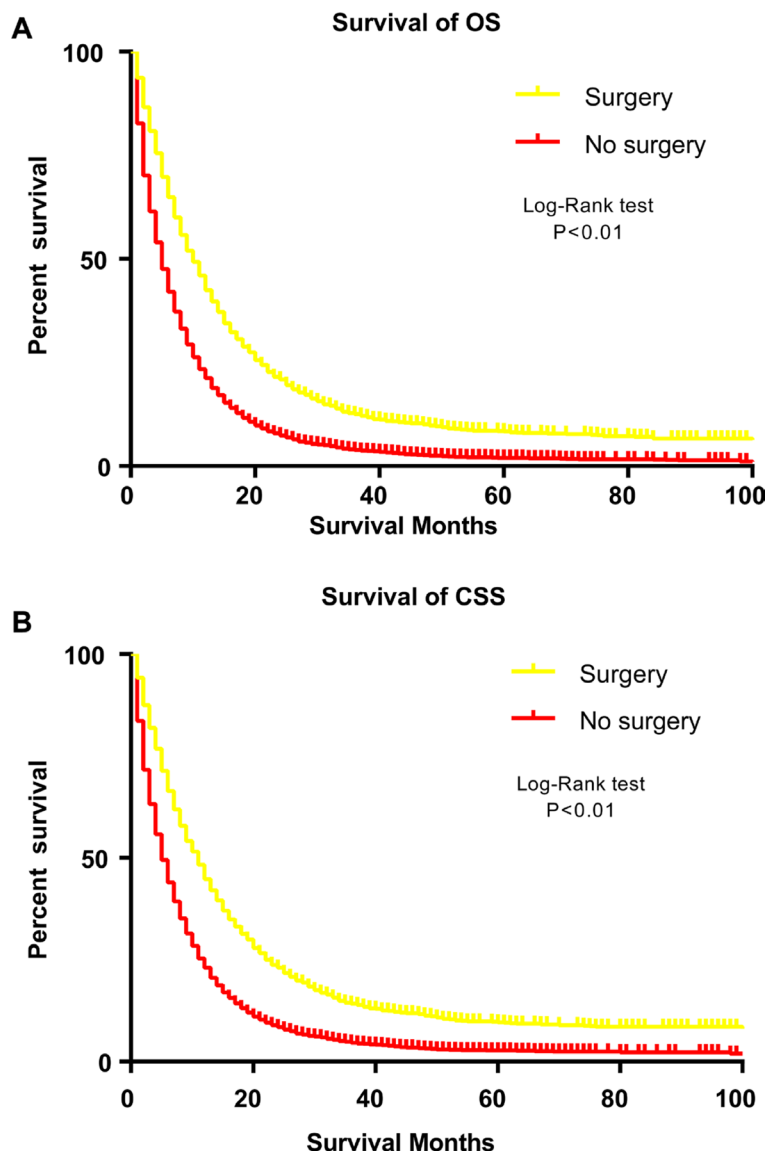 A
Survival of OS
100
Surgery
No surgery
Log-Rank test
P<0.01
50
Percent survival
0
0 20 40 60 80 100
Survival Months
Survival of CSS
B
100
Surgery
No surgery
Log-Rank test
P<0.01
50
Percent survival
0
0 20 40 60 80 100
Survival Months